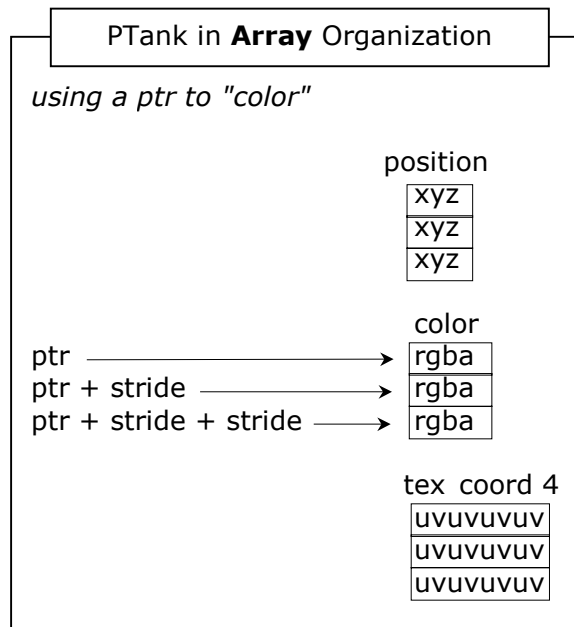 PTank in Array Organization
using a ptr to "color"
position
xyz
xyz
xyz
color
ptr rgba
ptr + stride rgba
ptr + stride + stride rgba
tex coord 4
uvuvuvuv
uvuvuvuv
uvuvuvuv